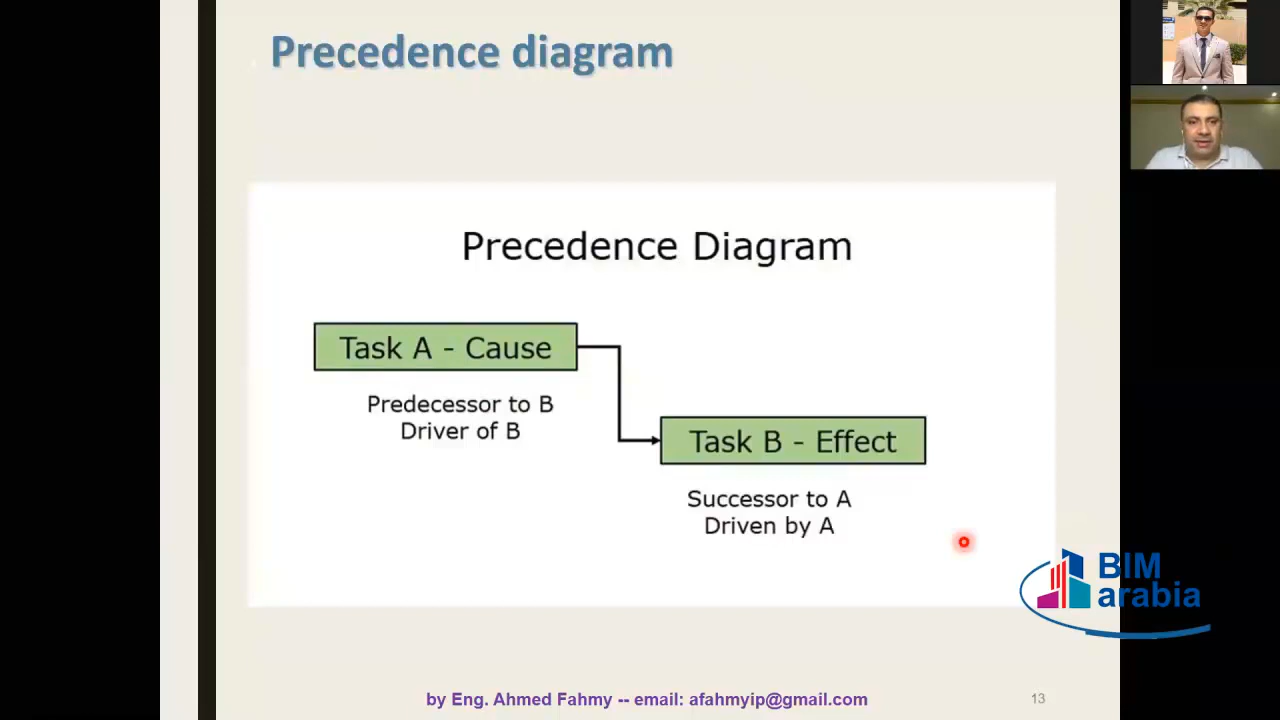 Precedence diagram
Precedence Diagram
Task A - Cause
Predecessor to B
Driver of B
Task B - Effect
Successor to A
Driven by A
BIM
arabia
by Eng. Ahmed Fahmy -- email: afahmyip@gmail.com
13